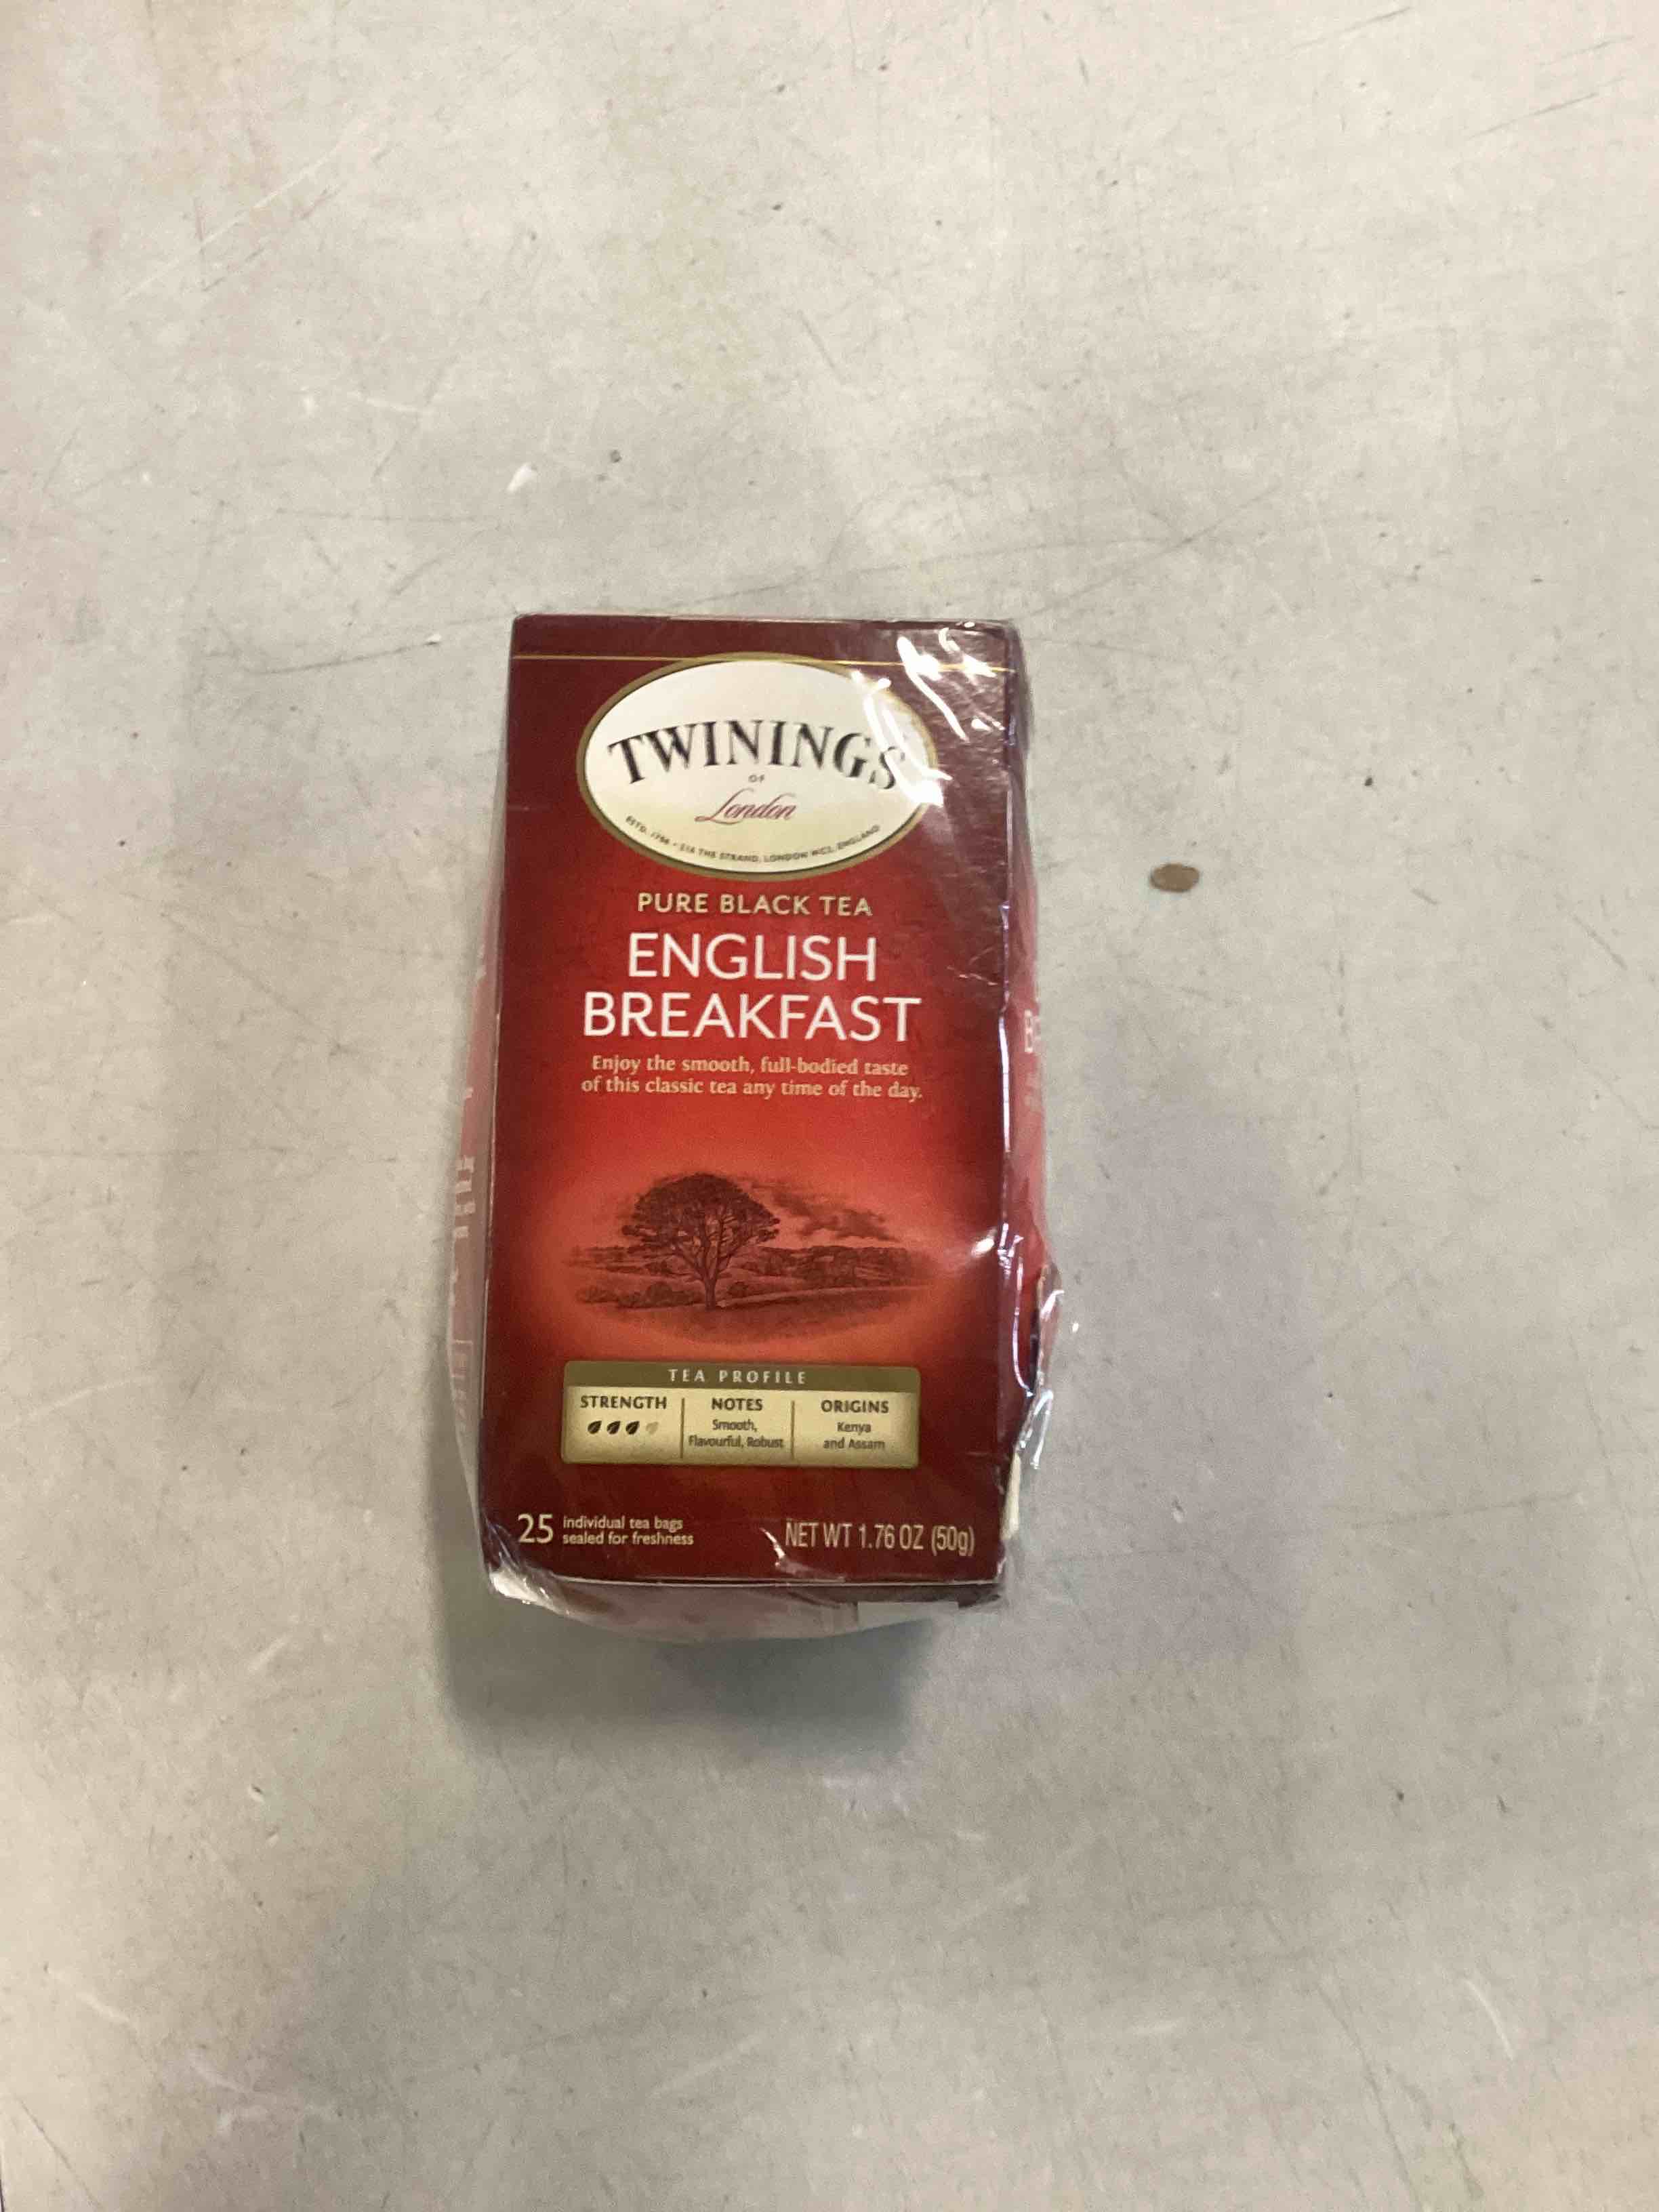 TWININGS
OF
London
ESTD. 1706 • 216 THE STRAND, LONDON WC2, ENGLAND
PURE BLACK TEA
ENGLISH
BREAKFAST
Enjoy the smooth, full-bodied taste
of this classic tea any time of the day.
TEA PROFILE
STRENGTH
NOTES
Smooth,
Flavourful, Robust
ORIGINS
Kenya
and Assam
25 individual tea bags
sealed for freshness
NET WT 1.76 OZ (50g)